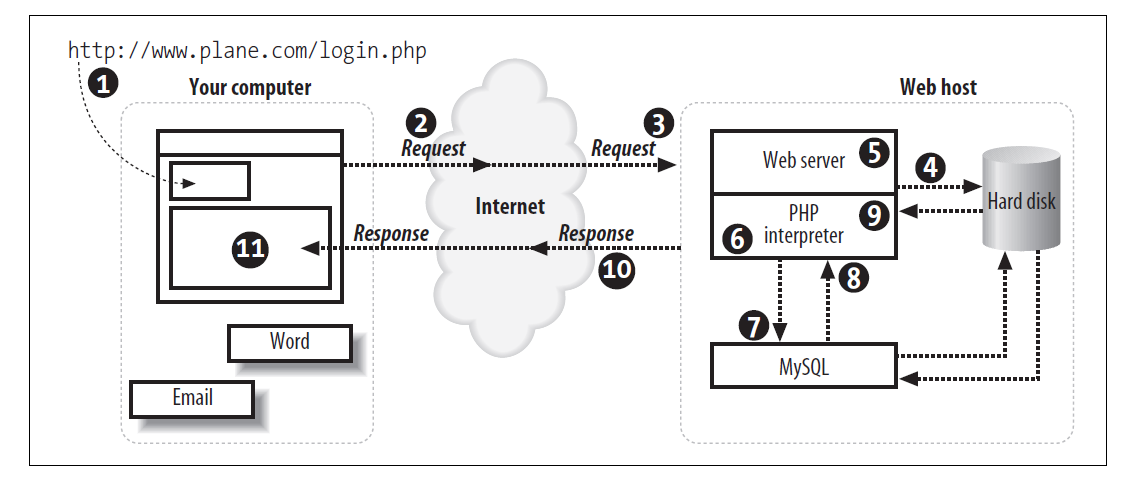 http://www.plane.com/login.php
1
Your computer
Web host
2
3
Request
Request
Web server
5
4
Hard disk
Internet
PHP
interpreter
9
6
Response
Response
11
10
8
7
Word
MySQL
Email